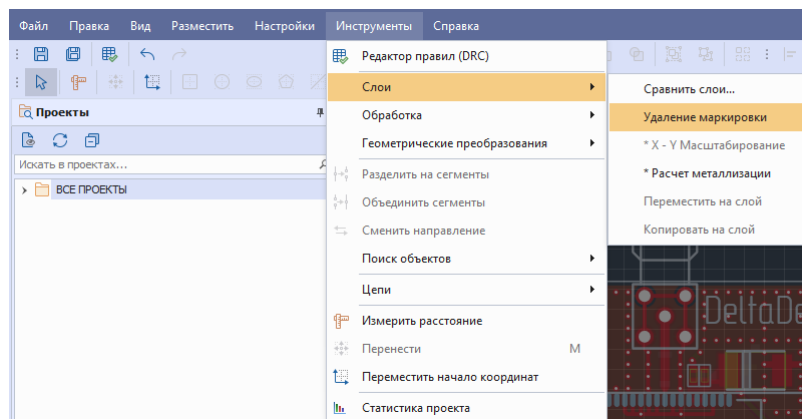 Файл Правка Вид Разместить Настройки Инструменты Справка
Проекты
Искать в проектах...
ВСЕ ПРОЕКТЫ
Редактор правил (DRC)
Слои
Обработка
Геометрические преобразования
Разделить на сегменты
Объединить сегменты
Сменить направление
Поиск объектов
Цепи
Измерить расстояние
Перенести M
Переместить начало координат
Статистика проекта
Сравнить слои...
Удаление маркировки
* X - Y Масштабирование
* Расчет металлизации
Переместить на слой
Копировать на слой
DeltaDe